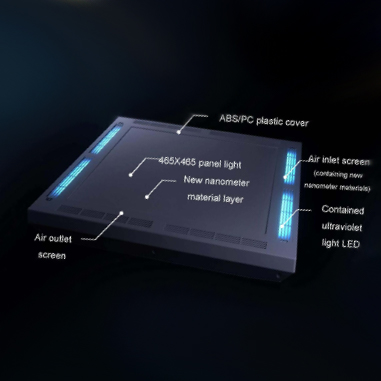 ABS/PC plastic cover
465X465 panel light
Air inlet screen
(containing new
nanometer materials)
New nanometer
material layer
Contained
ultraviolet
light LED
Air outlet
screen